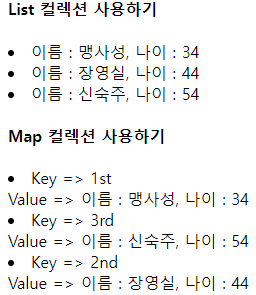 List 컬렉션 사용하기
• 이름 : 맹사성, 나이 : 34
• 이름 : 장영실, 나이 : 44
• 이름 : 신숙주, 나이 : 54
Map 컬렉션 사용하기
• Key => 1st
Value => 이름 : 맹사성, 나이 : 34
• Key => 3rd
Value => 이름 : 신숙주, 나이 : 54
• Key => 2nd
Value => 이름 : 장영실, 나이 : 44